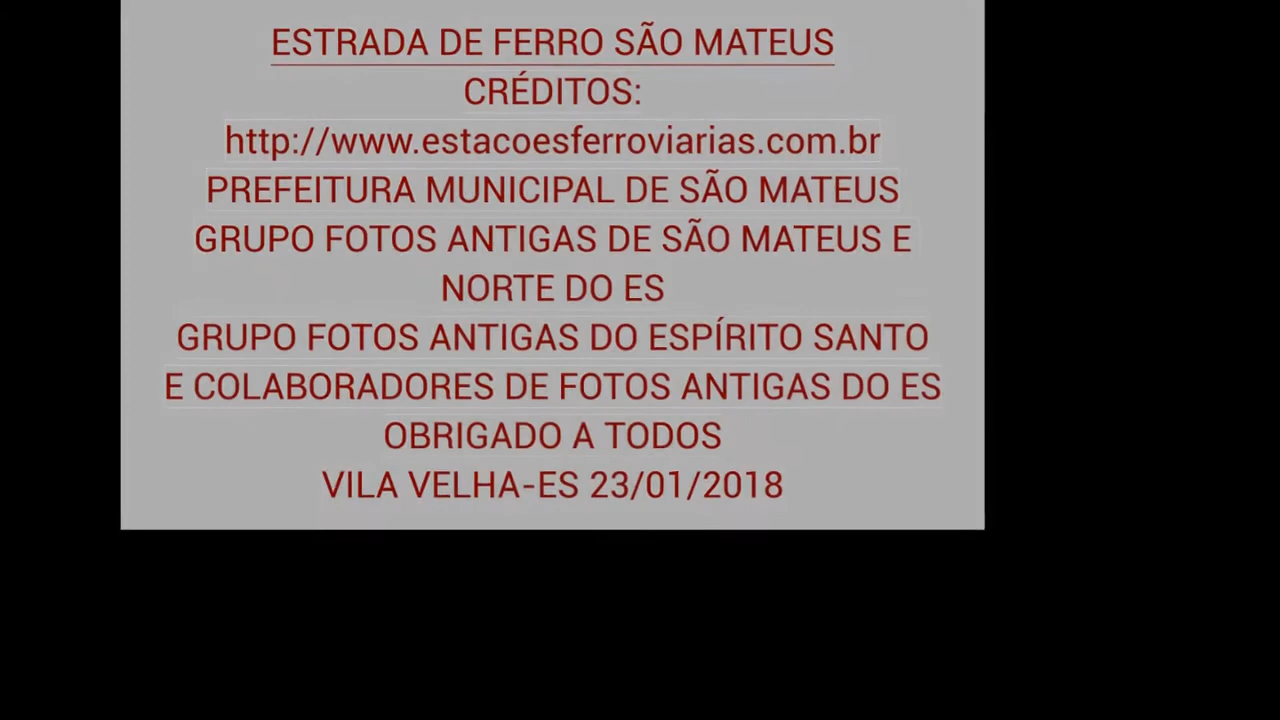 ESTRADA DE FERRO SÃO MATEUS
CRÉDITOS:
http://www.estacoesferroviarias.com.br
PREFEITURA MUNICIPAL DE SÃO MATEUS
GRUPO FOTOS ANTIGAS DE SÃO MATEUS E
NORTE DO ES
GRUPO FOTOS ANTIGAS DO ESPÍRITO SANTO
E COLABORADORES DE FOTOS ANTIGAS DO ES
OBRIGADO A TODOS
VILA VELHA-ES 23/01/2018